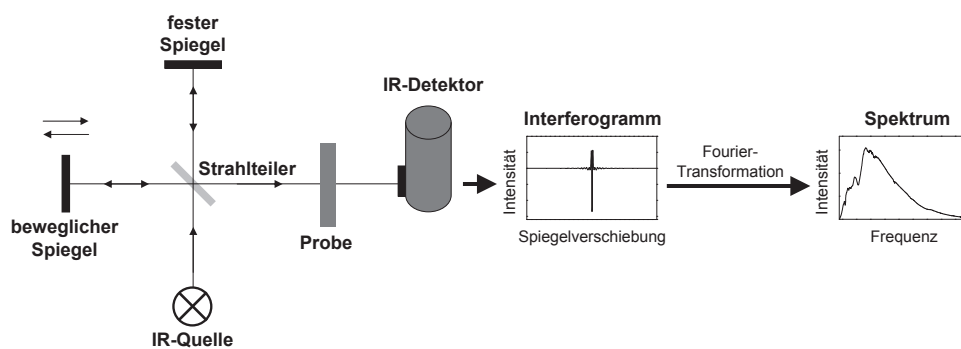 fester
Spiegel
IR-Detektor
Interferogramm
Spektrum
Strahlteiler
Intensität
Fourier-
Transformation
Intensität
beweglicher
Spiegel
Probe
Spiegelverschiebung
Frequenz
IR-Quelle